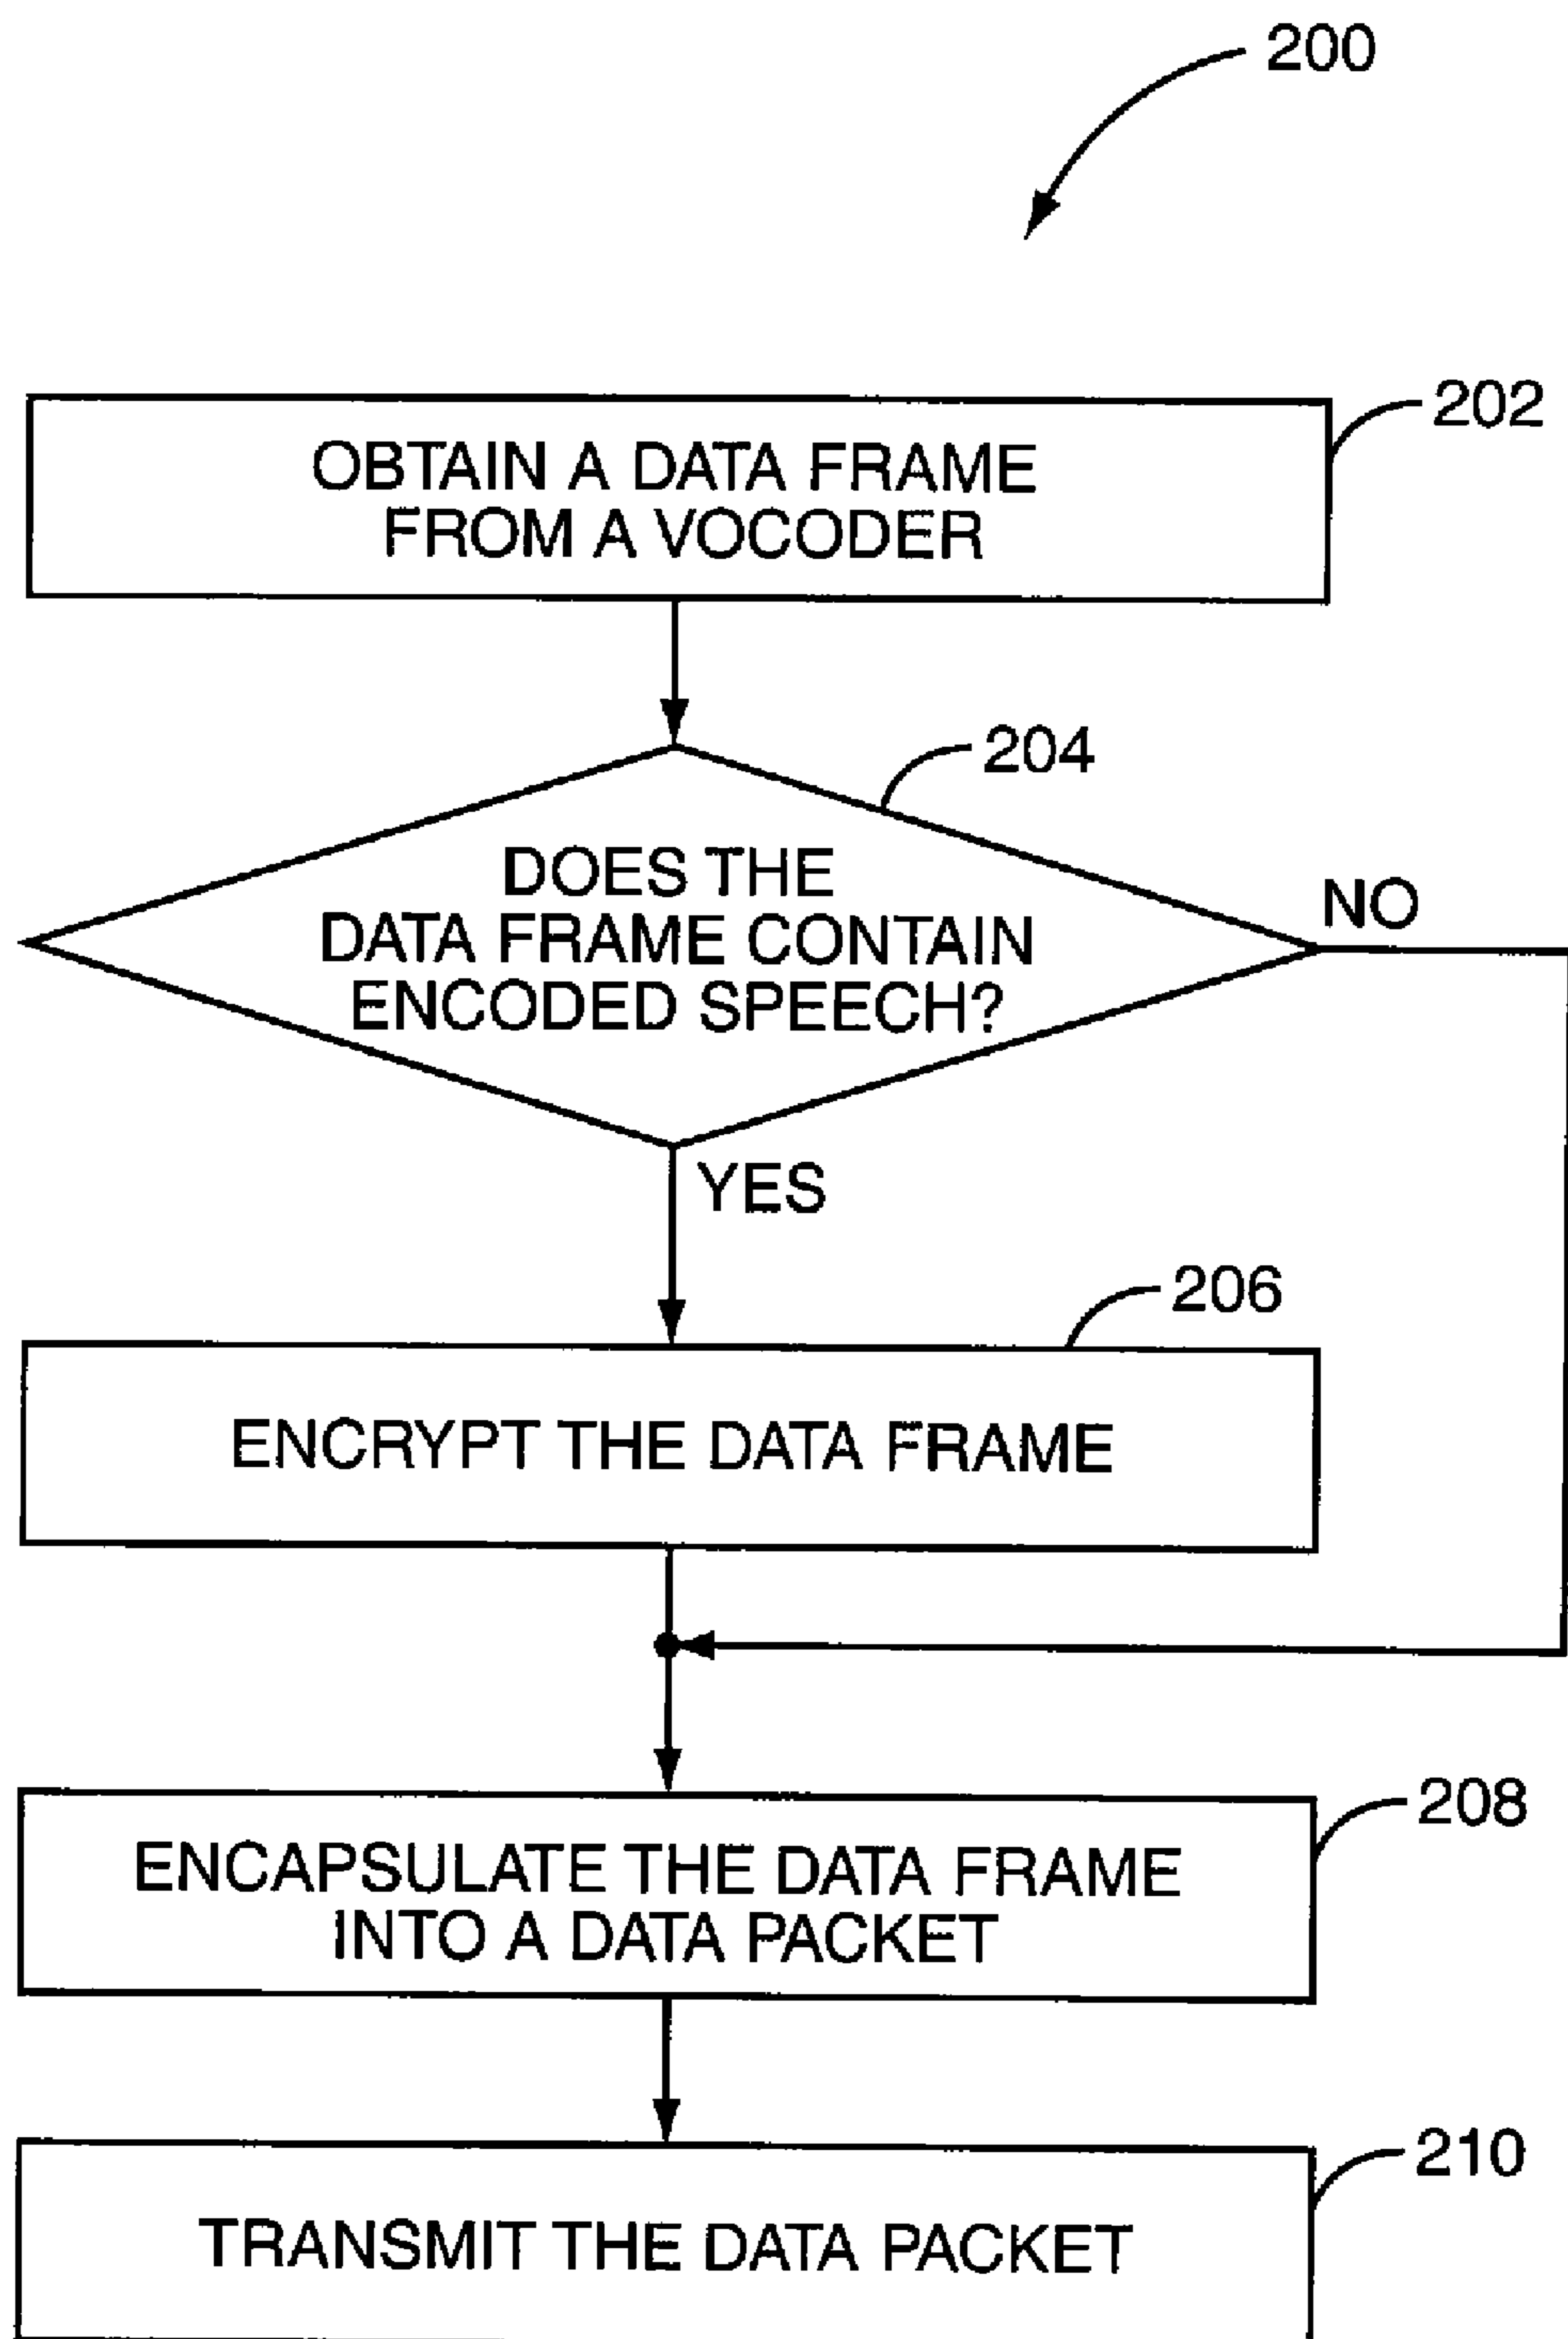 200
202
OBTAIN A DATA FRAME
FROM A VOCODER
204
DOES THE
DATA FRAME CONTAIN
ENCODED SPEECH?
NO
YES
206
ENCRYPT THE DATA FRAME
208
ENCAPSULATE THE DATA FRAME
INTO A DATA PACKET
210
TRANSMIT THE DATA PACKET